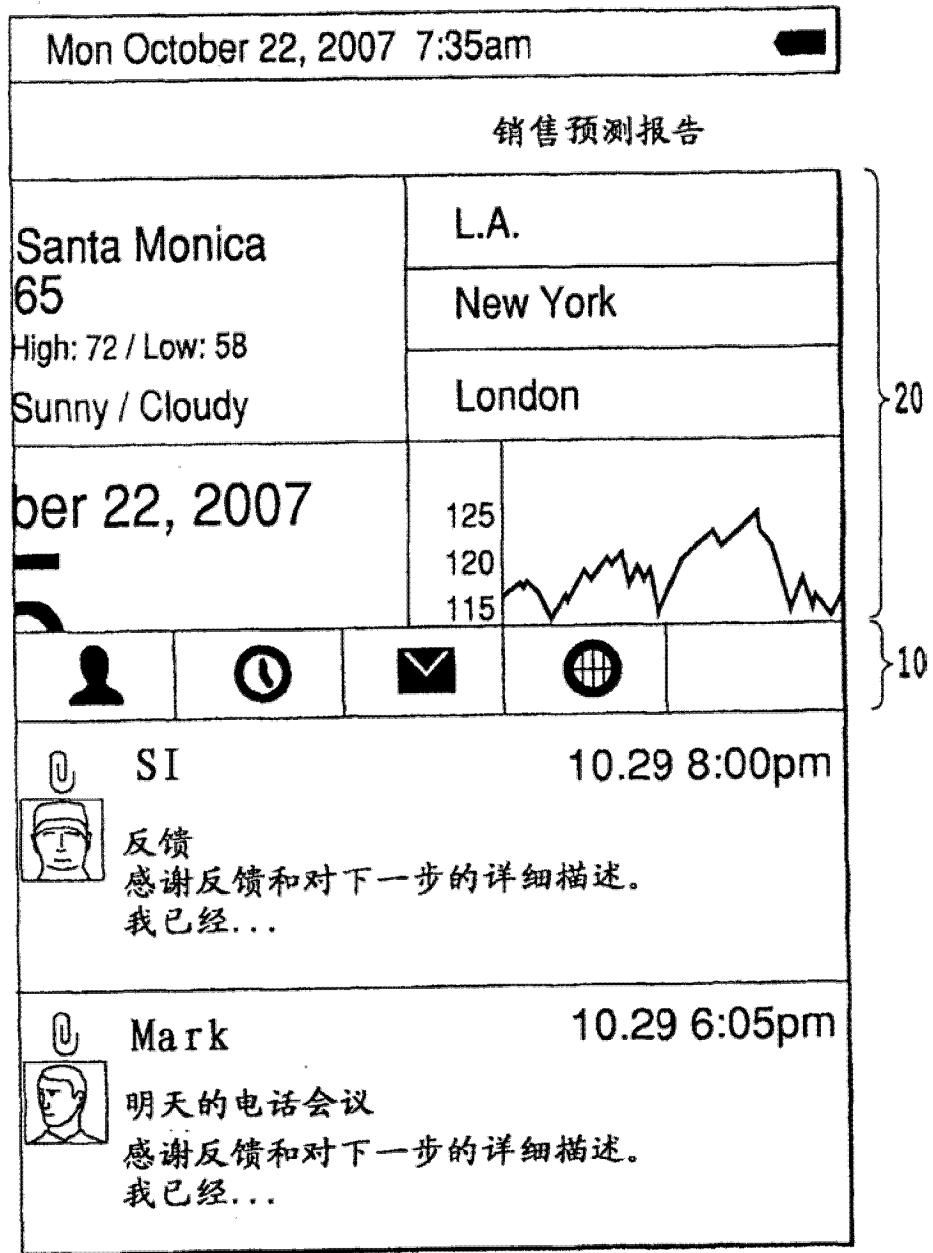 Mon October 22, 2007 7:35am
销售预测报告
Santa Monica
65
High: 72 / Low: 58
Sunny / Cloudy
L.A.
New York
London
20
ber 22, 2007
125
120
115
10
SI
10.29 8:00pm
反馈
感谢反馈和对下一步的详细描述。
我已经...
Mark
10.29 6:05pm
明天的电话会议
感谢反馈和对下一步的详细描述。
我已经...